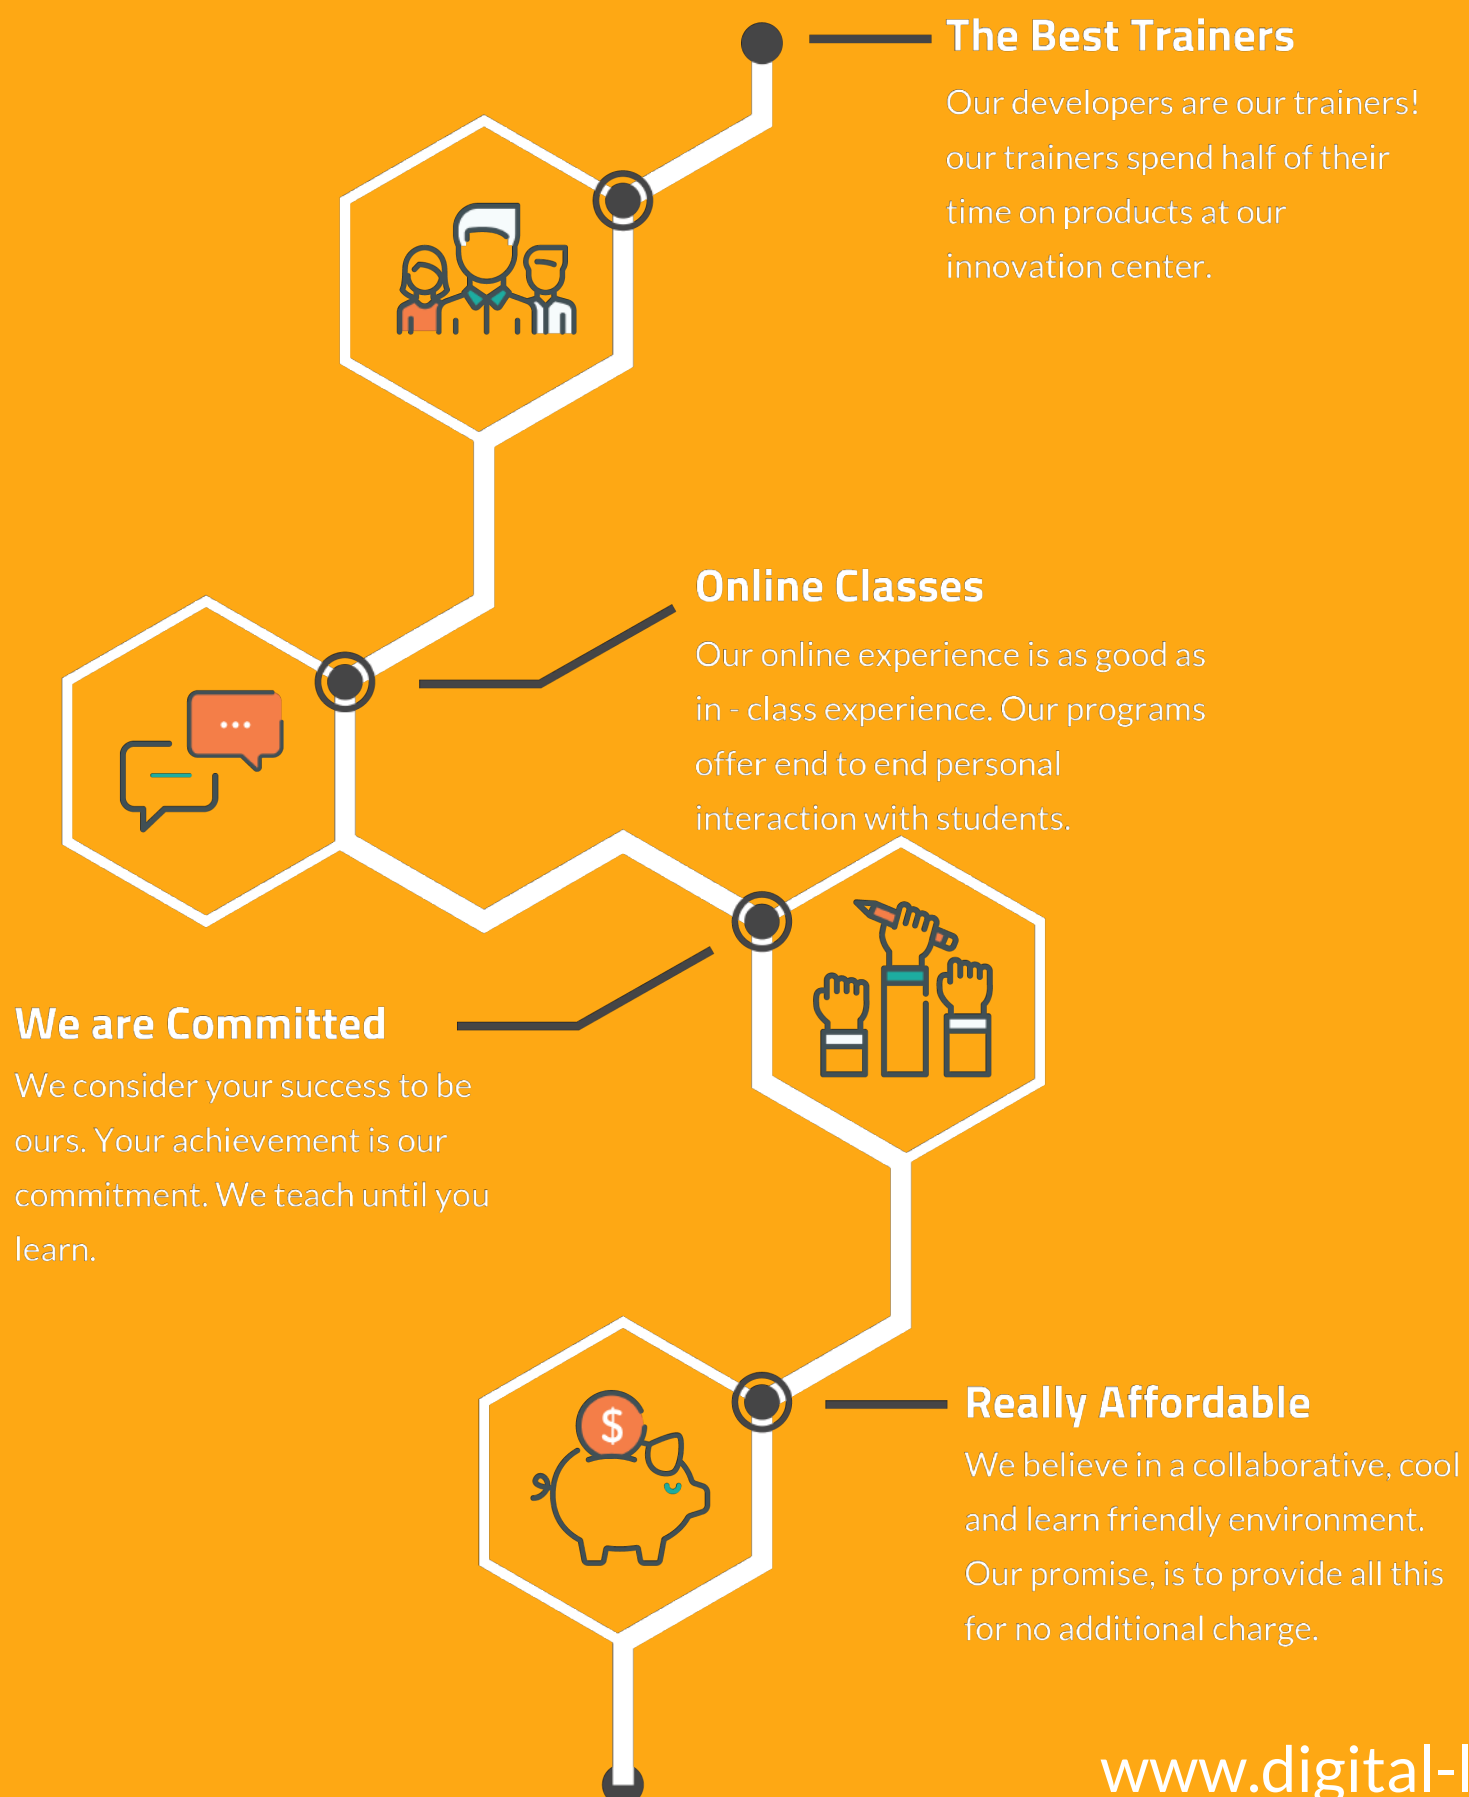 The Best Trainers
Our developers are our trainers!
our trainers spend half of their
time on products at our
innovation center.
Online Classes
Our online experience is as good as
in - class experience. Our programs
offer end to end personal
interaction with students.
We are Committed
We consider your success to be
ours. Your achievement is our
commitment. We teach until you
learn.
$
Really Affordable
We believe in a collaborative, cool
and learn friendly environment.
Our promise, is to provide all this
for no additional charge.
www.digital-l